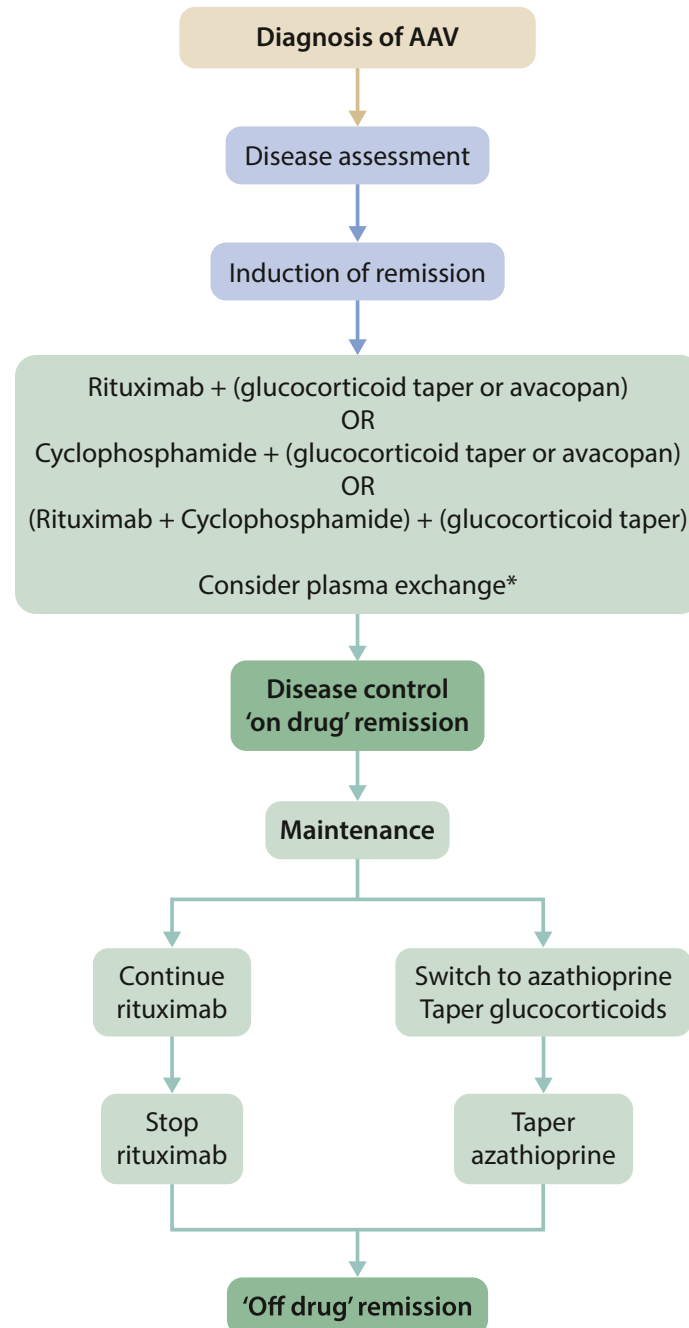 Diagnosis of AAV
Disease assessment
Induction of remission
Rituximab + (glucocorticoid taper or avacopan)
OR
Cyclophosphamide + (glucocorticoid taper or avacopan)
OR
(Rituximab + Cyclophosphamide) + (glucocorticoid taper)
Consider plasma exchange*
Disease control
‘on drug’ remission
Maintenance
Continue
rituximab
Switch to azathioprine
Taper glucocorticoids
Stop
rituximab
Taper
azathioprine
‘Off drug’ remission